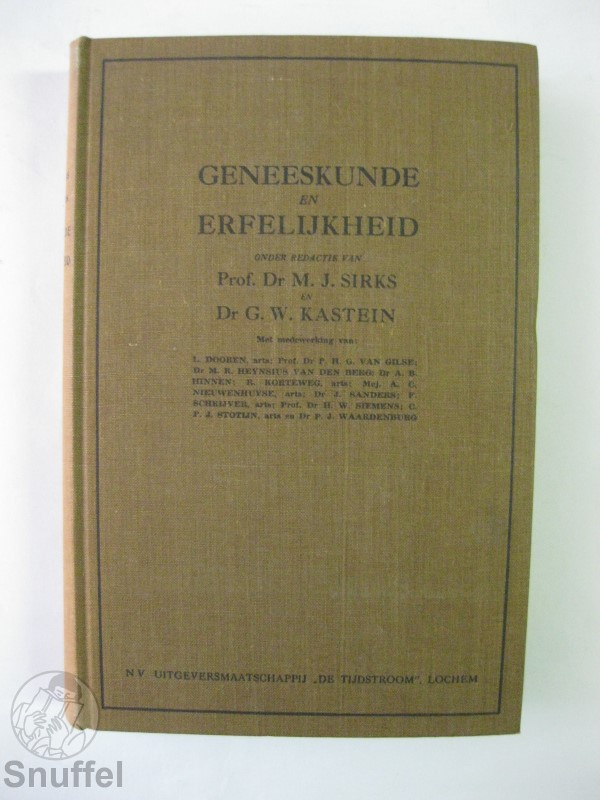 GENEESKUNDE
EN
ERFELIJKHEID
ONDER REDACTIE VAN
Prof. Dr M. J. SIRKS
EN
Dr G. W. KASTEIN
Met medewerking van:
L. DOOREN, arts; Prof. Dr P. H. G. VAN GILSE;
Dr M. R. HEYNSIUS VAN DEN BERG; Dr A. B.
HINNEN; R. KORTEWEG, arts; Mej. A. C.
NIEUWENHUYSE, arts; Dr J. SANDERS; F.
SCHRIJVER, arts; Prof. Dr H. W. SIEMENS; C.
P. J. STOTIJN, arts en Dr P. J. WAARDENBURG
N.V. UITGEVERSMAATSCHAPPIJ „DE TIJDSTROOM”, LOCHEM
Snuffel